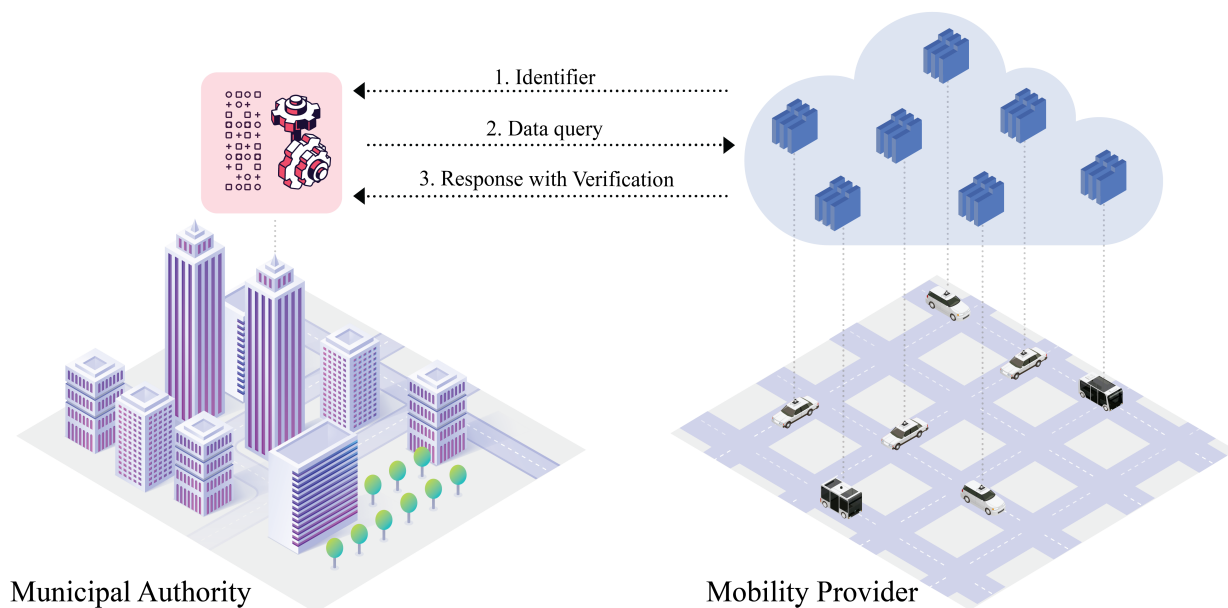 1. Identifier
2. Data query
3. Response with Verification
Municipal Authority
Mobility Provider